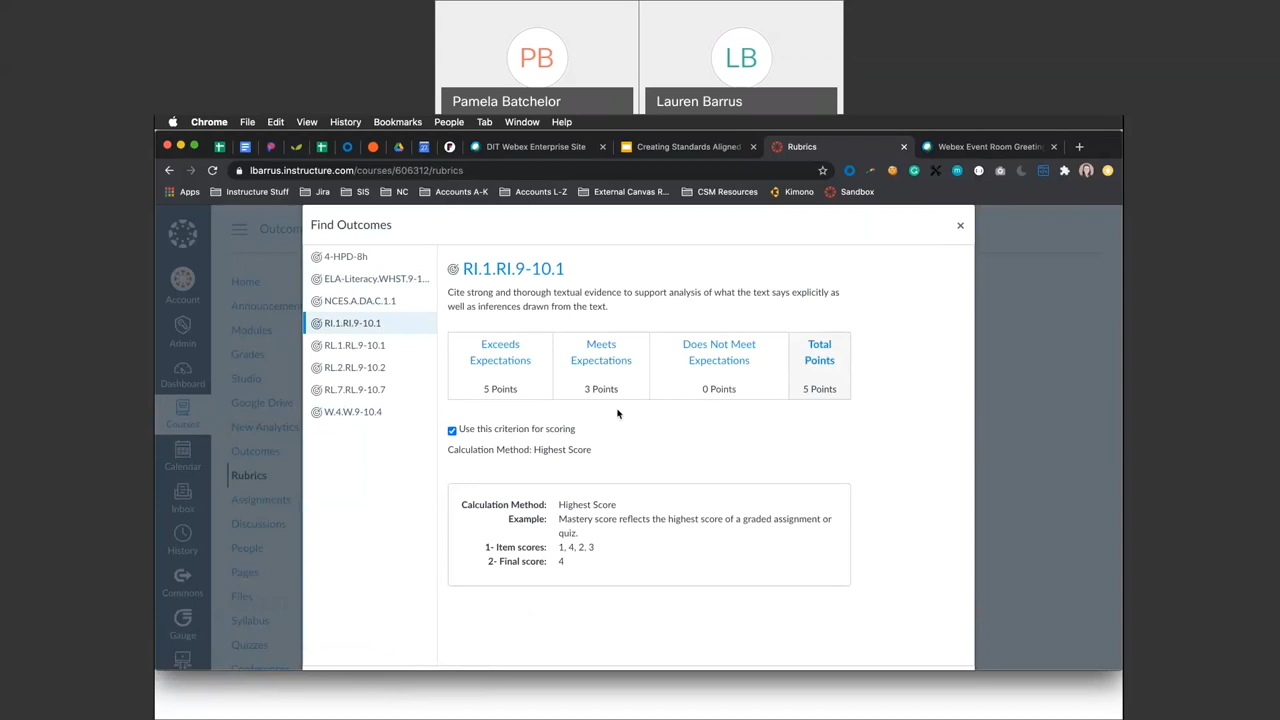 PB
LB
Pamela Batchelor
Lauren Barrus
Chrome File Edit View History Bookmarks People Tab Window Help
DIT Webex Enterprise Site
Creating Standards Aligned
Rubrics
Webex Event Room Greeting
lbarrus.instructure.com/courses/606312/rubrics
Apps Instructure Stuff Jira SIS NC Accounts A-K Accounts L-Z External Canvas R... CSM Resources Kimono Sandbox
Account
Admin
Dashboard
Courses
Calendar
Inbox
History
Commons
Gauge
Outcom
Home
Announcemen
Modules
Grades
Studio
Google Drive
New Analytics
Outcomes
Rubrics
Assignments
Discussions
People
Pages
Files
Syllabus
Quizzes
Conferences
Find Outcomes
4-HPD-8h
ELA-Literacy.WHST.9-1...
NCES.A.DA.C.1.1
RI.1.RI.9-10.1
RL.1.RL.9-10.1
RL.2.RL.9-10.2
RL.7.RL.9-10.7
W.4.W.9-10.4
RI.1.RI.9-10.1
Cite strong and thorough textual evidence to support analysis of what the text says explicitly as
well as inferences drawn from the text.
Exceeds Expectations
5 Points
Meets Expectations
3 Points
Does Not Meet Expectations
0 Points
Total Points
5 Points
Use this criterion for scoring
Calculation Method: Highest Score
Calculation Method: Highest Score
Example: Mastery score reflects the highest score of a graded assignment or
quiz.
1- Item scores: 1, 4, 2, 3
2- Final score: 4